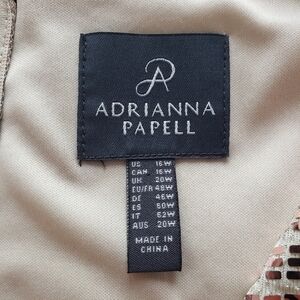 ADRIANNA
PAPELL
US 16W
CAN 16W
UK 20W
EU/FR 48W
DE 46W
ES 50W
IT 52W
AUS 20W
MADE IN
CHINA